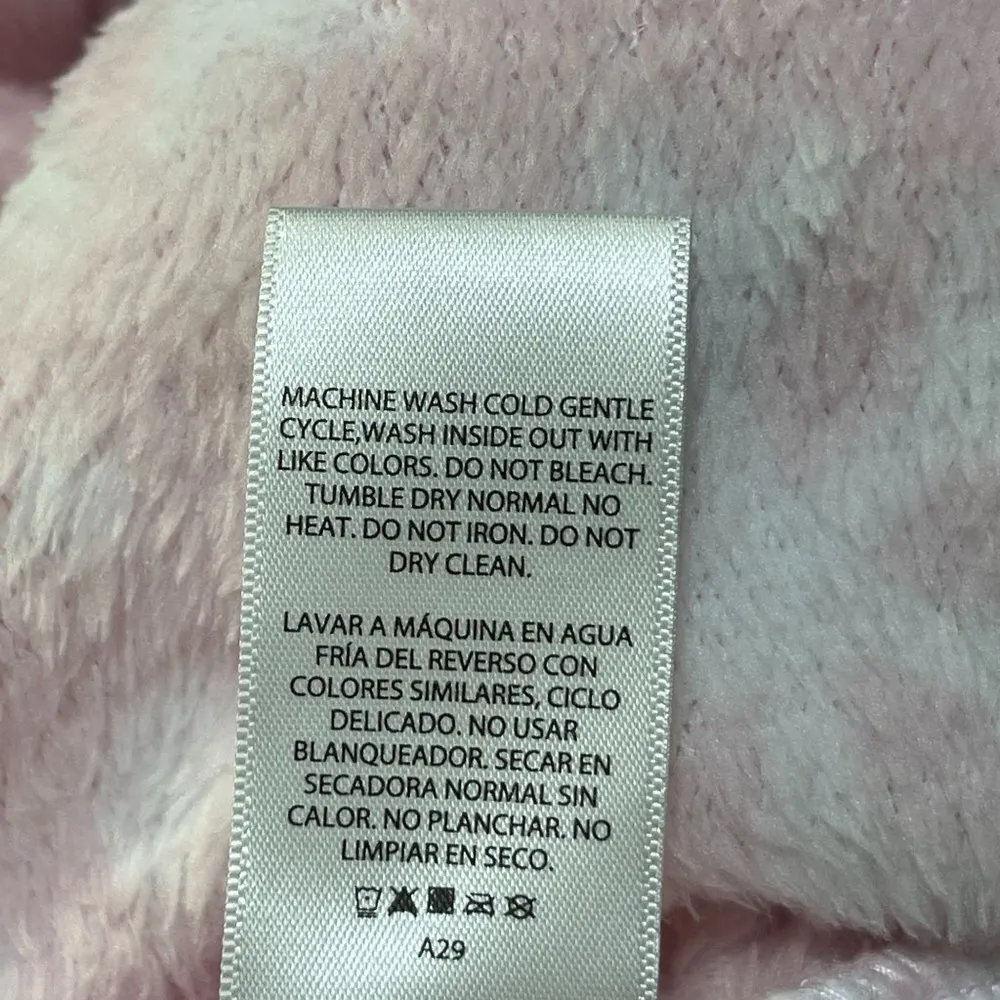 MACHINE WASH COLD GENTLE
CYCLE,WASH INSIDE OUT WITH
LIKE COLORS. DO NOT BLEACH.
TUMBLE DRY NORMAL NO
HEAT. DO NOT IRON. DO NOT
DRY CLEAN.
LAVAR A MÁQUINA EN AGUA
FRÍA DEL REVERSO CON
COLORES SIMILARES, CICLO
DELICADO. NO USAR
BLANQUEADOR. SECAR EN
SECADORA NORMAL SIN
CALOR. NO PLANCHAR. NO
LIMPIAR EN SECO.
A29